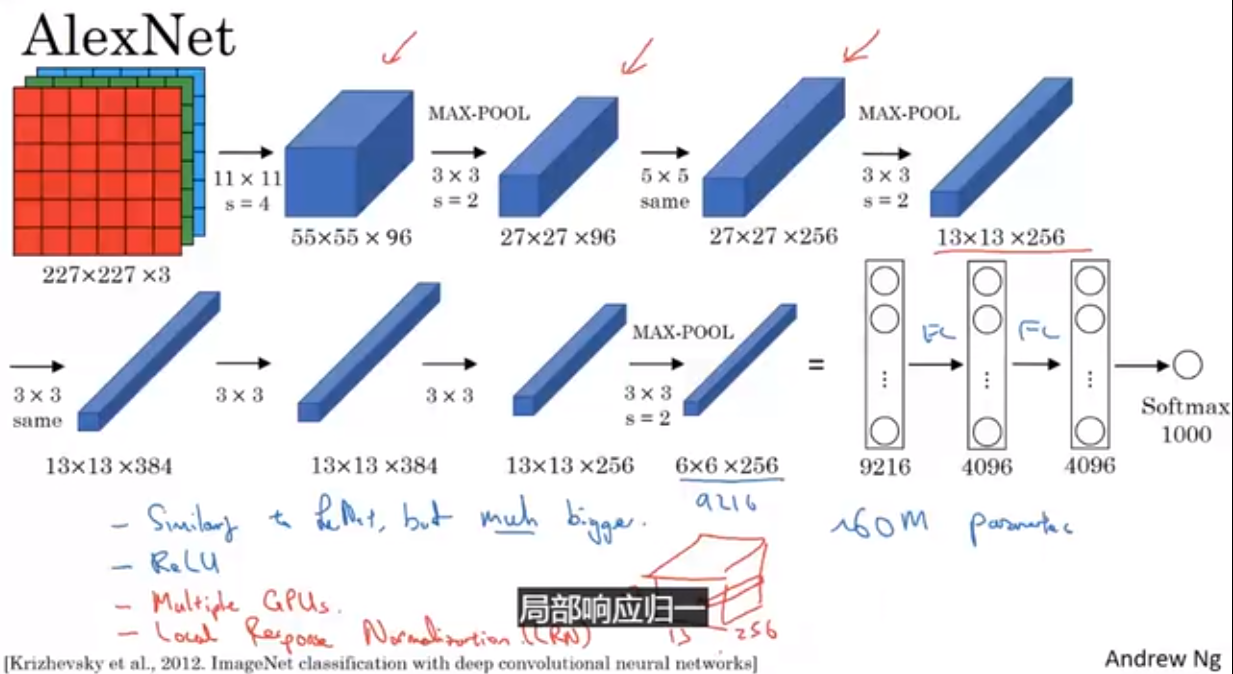 AlexNet
MAX-POOL
MAX-POOL
11 × 11
s = 4
3 × 3
s = 2
5 × 5
same
3 × 3
s = 2
227×227 ×3
55×55 × 96
27×27 ×96
27×27 ×256
13×13 ×256
MAX-POOL
FC
FC
3 × 3
same
3 × 3
3 × 3
3 × 3
s = 2
=
⋮
⋮
⋮
Softmax
1000
13×13 ×384
13×13 ×384
13×13 ×256
6×6 ×256
9216
4096
4096
9216
- Similar to LeNet, but much bigger.
~60M parameters
- ReLU
- Multiple GPUs.
局部响应归一
- Local Response Normalization (LRN)
13
256
[Krizhevsky et al., 2012. ImageNet classification with deep convolutional neural networks]
Andrew Ng